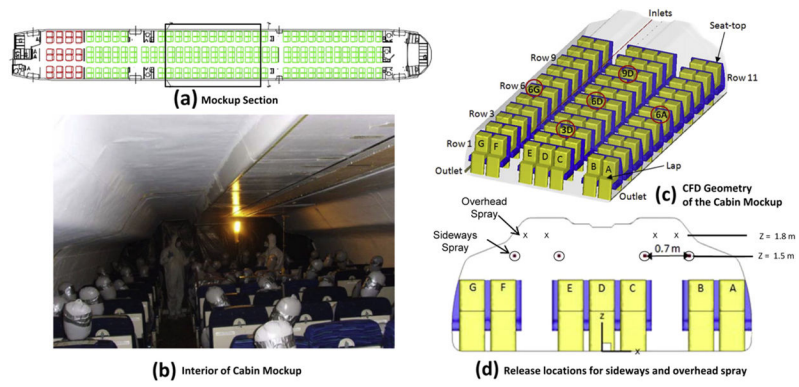 (a) Mockup Section
(b) Interior of Cabin Mockup
Inlets
Seat-top
Row 9
9D
Row 11
Row 6
6G
6D
6A
Row 3
3D
Row 1
G F E D C B A
Lap
Outlet
Outlet
(c) CFD Geometry
of the Cabin Mockup
Overhead
Spray
x x x x
Z = 1.8 m
Sideways
Spray
0.7 m
Z = 1.5 m
G F E D C B A
z
x
(d) Release locations for sideways and overhead spray